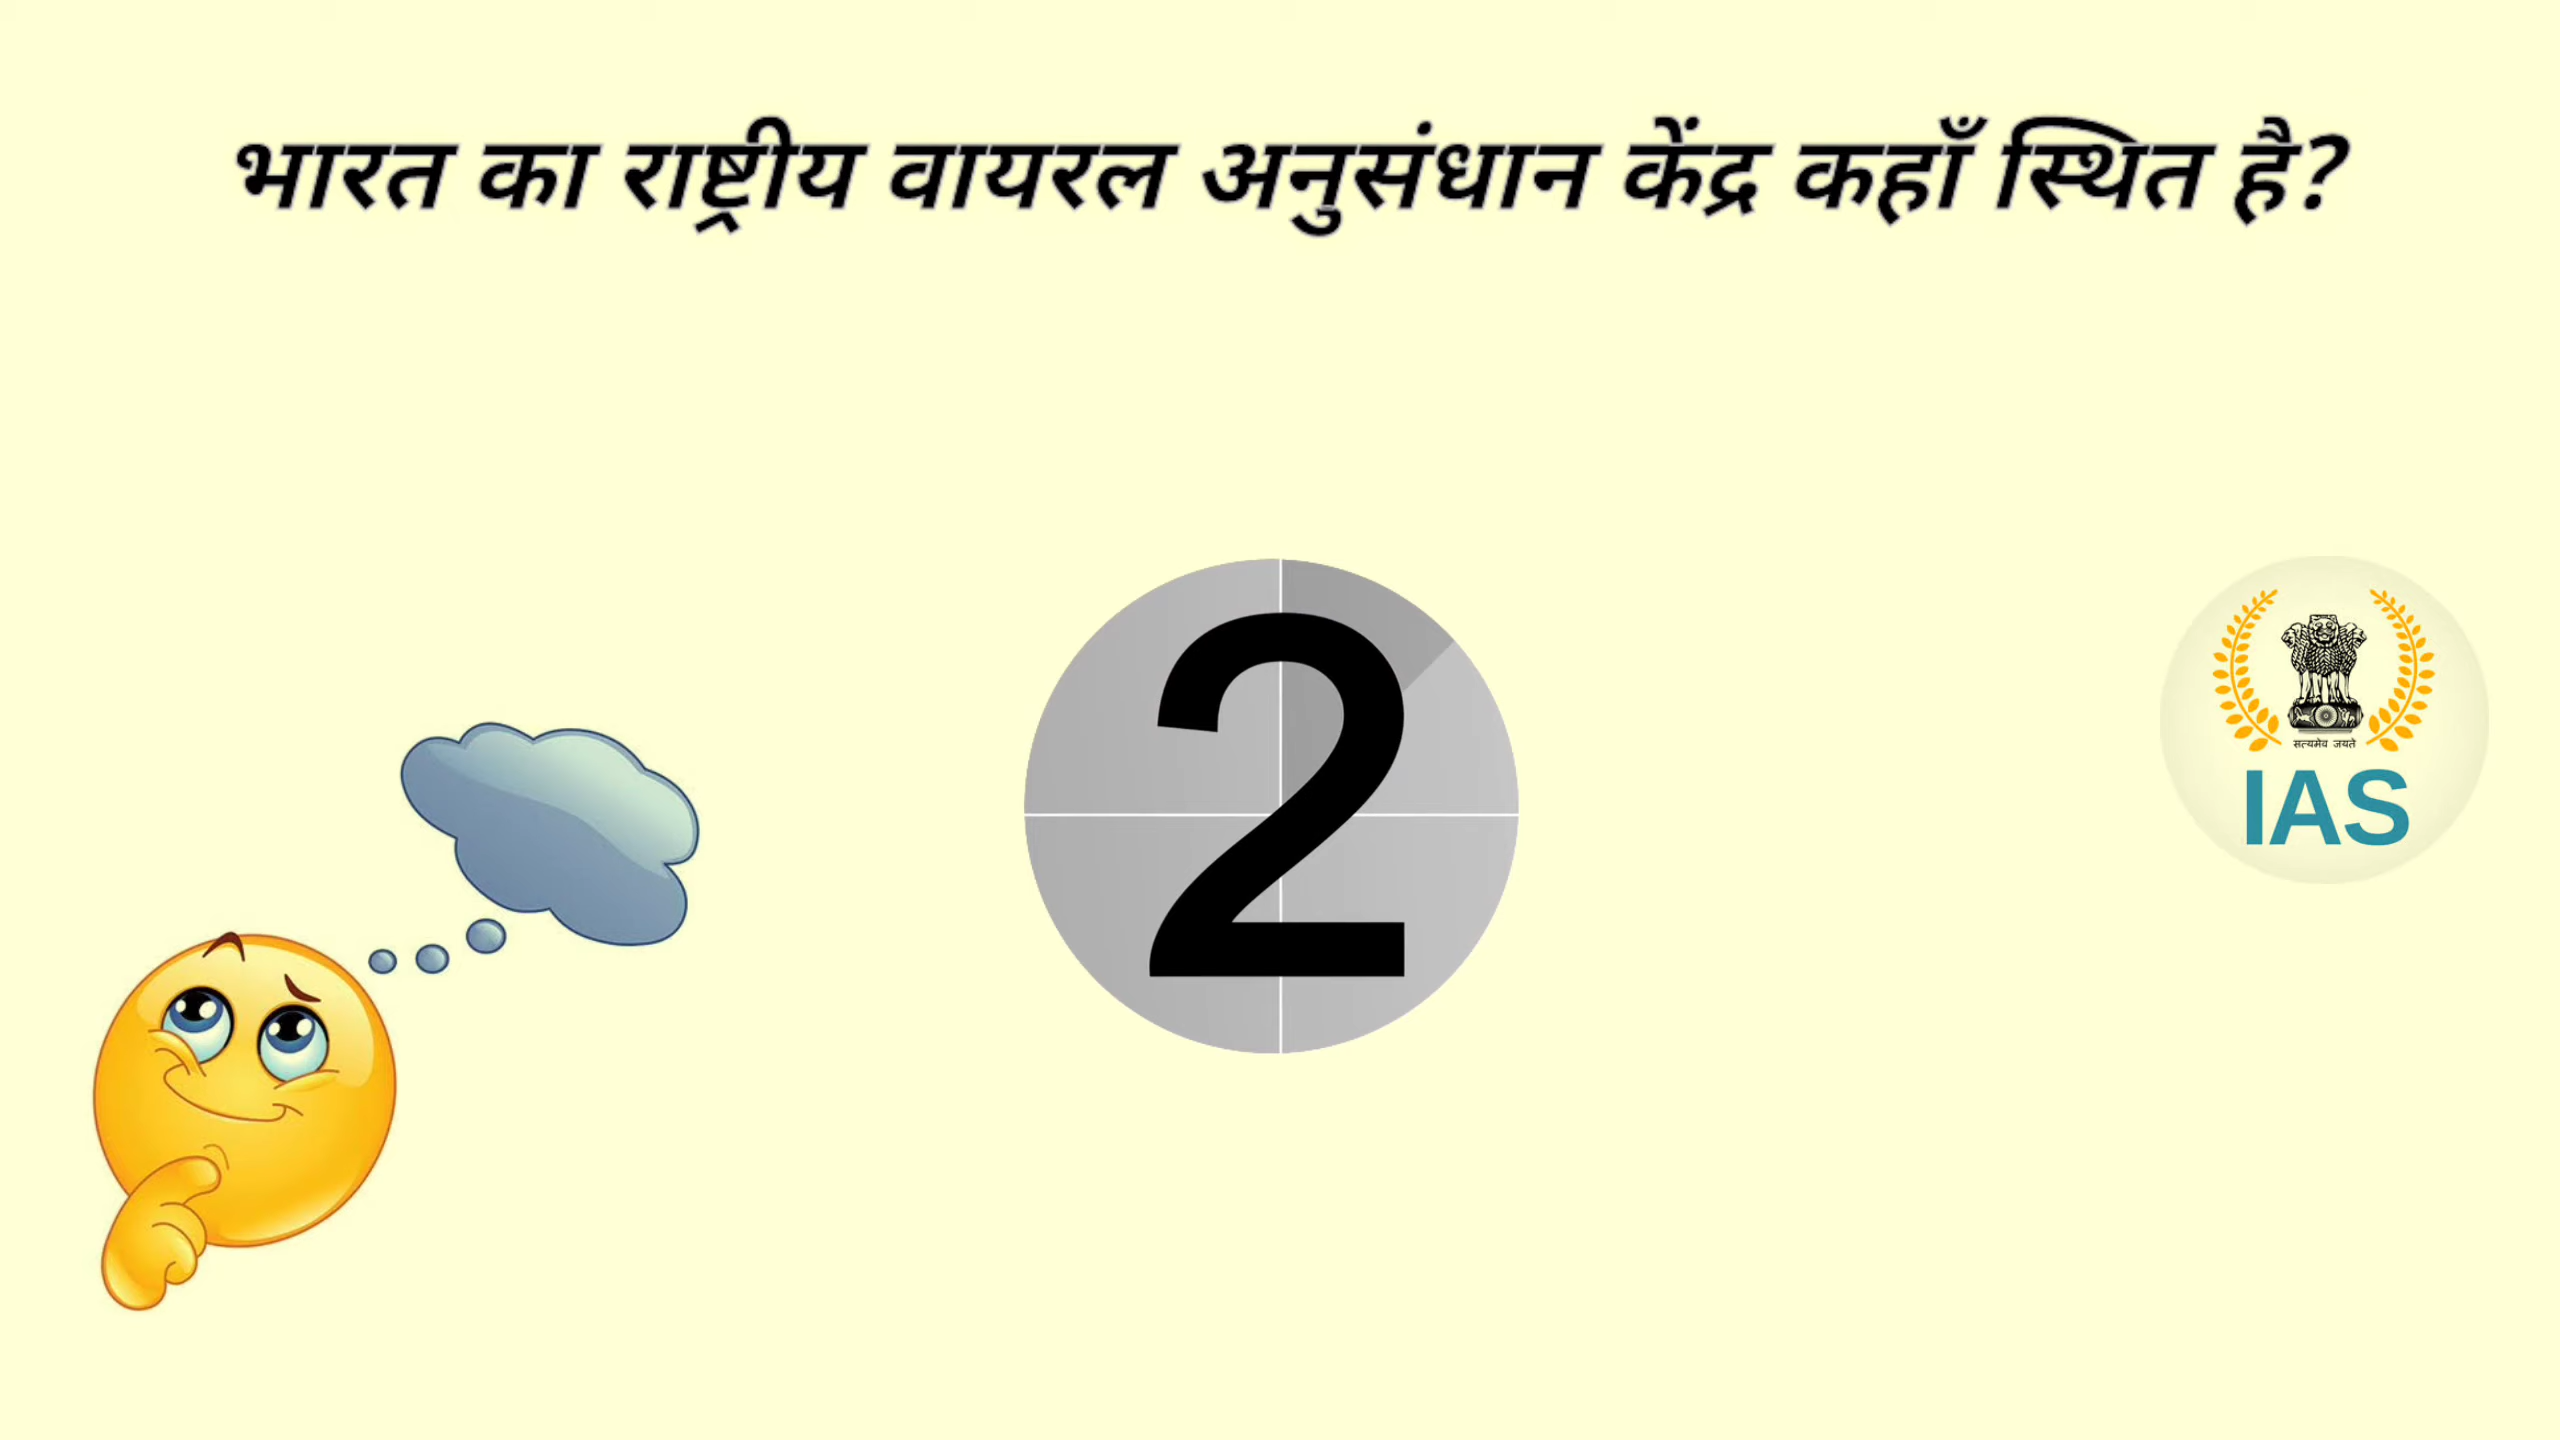 भारत का राष्ट्रीय वायरल अनुसंधान केंद्र कहाँ स्थित है?
2
सत्यमेव जयते
IAS